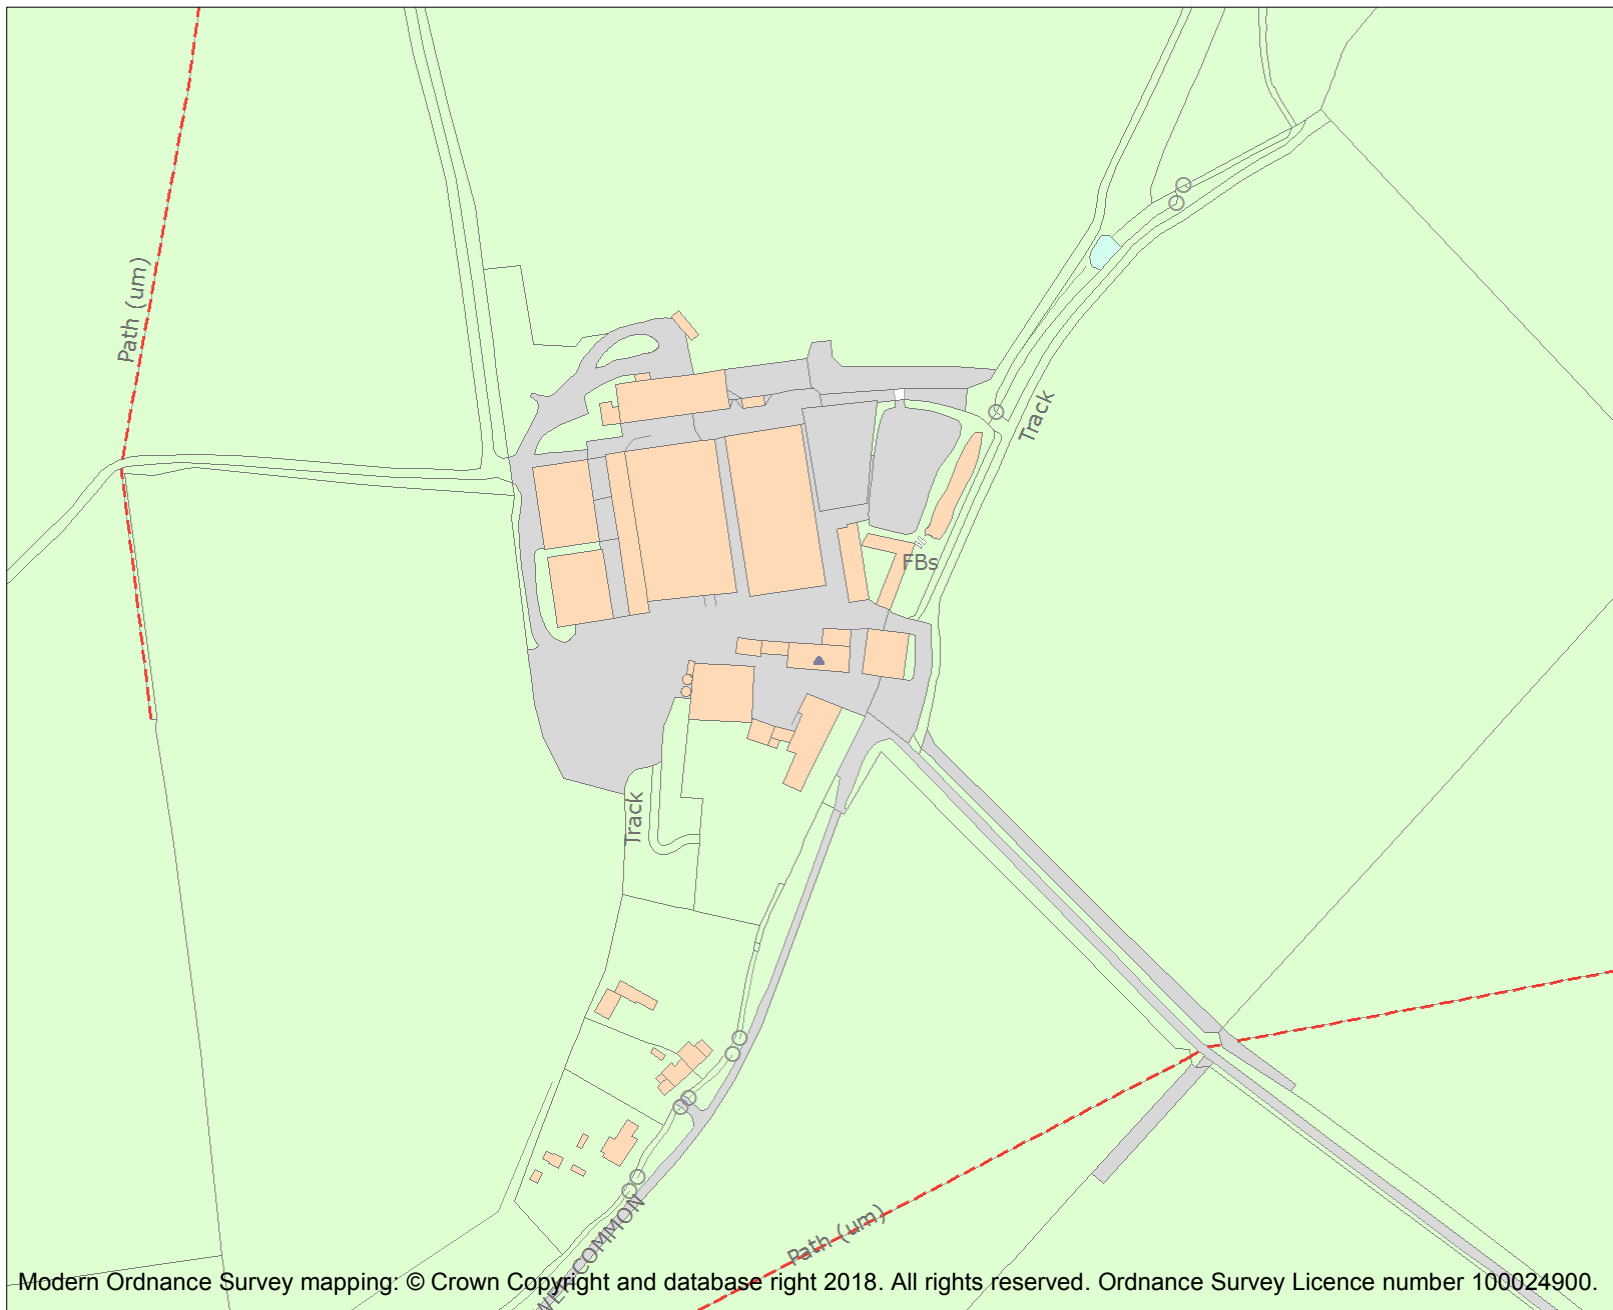 Path (um)
Track
FBs
Track
Path (um)
COMMON
Modern Ordnance Survey mapping: © Crown Copyright and database right 2018. All rights reserved. Ordnance Survey Licence number 100024900.